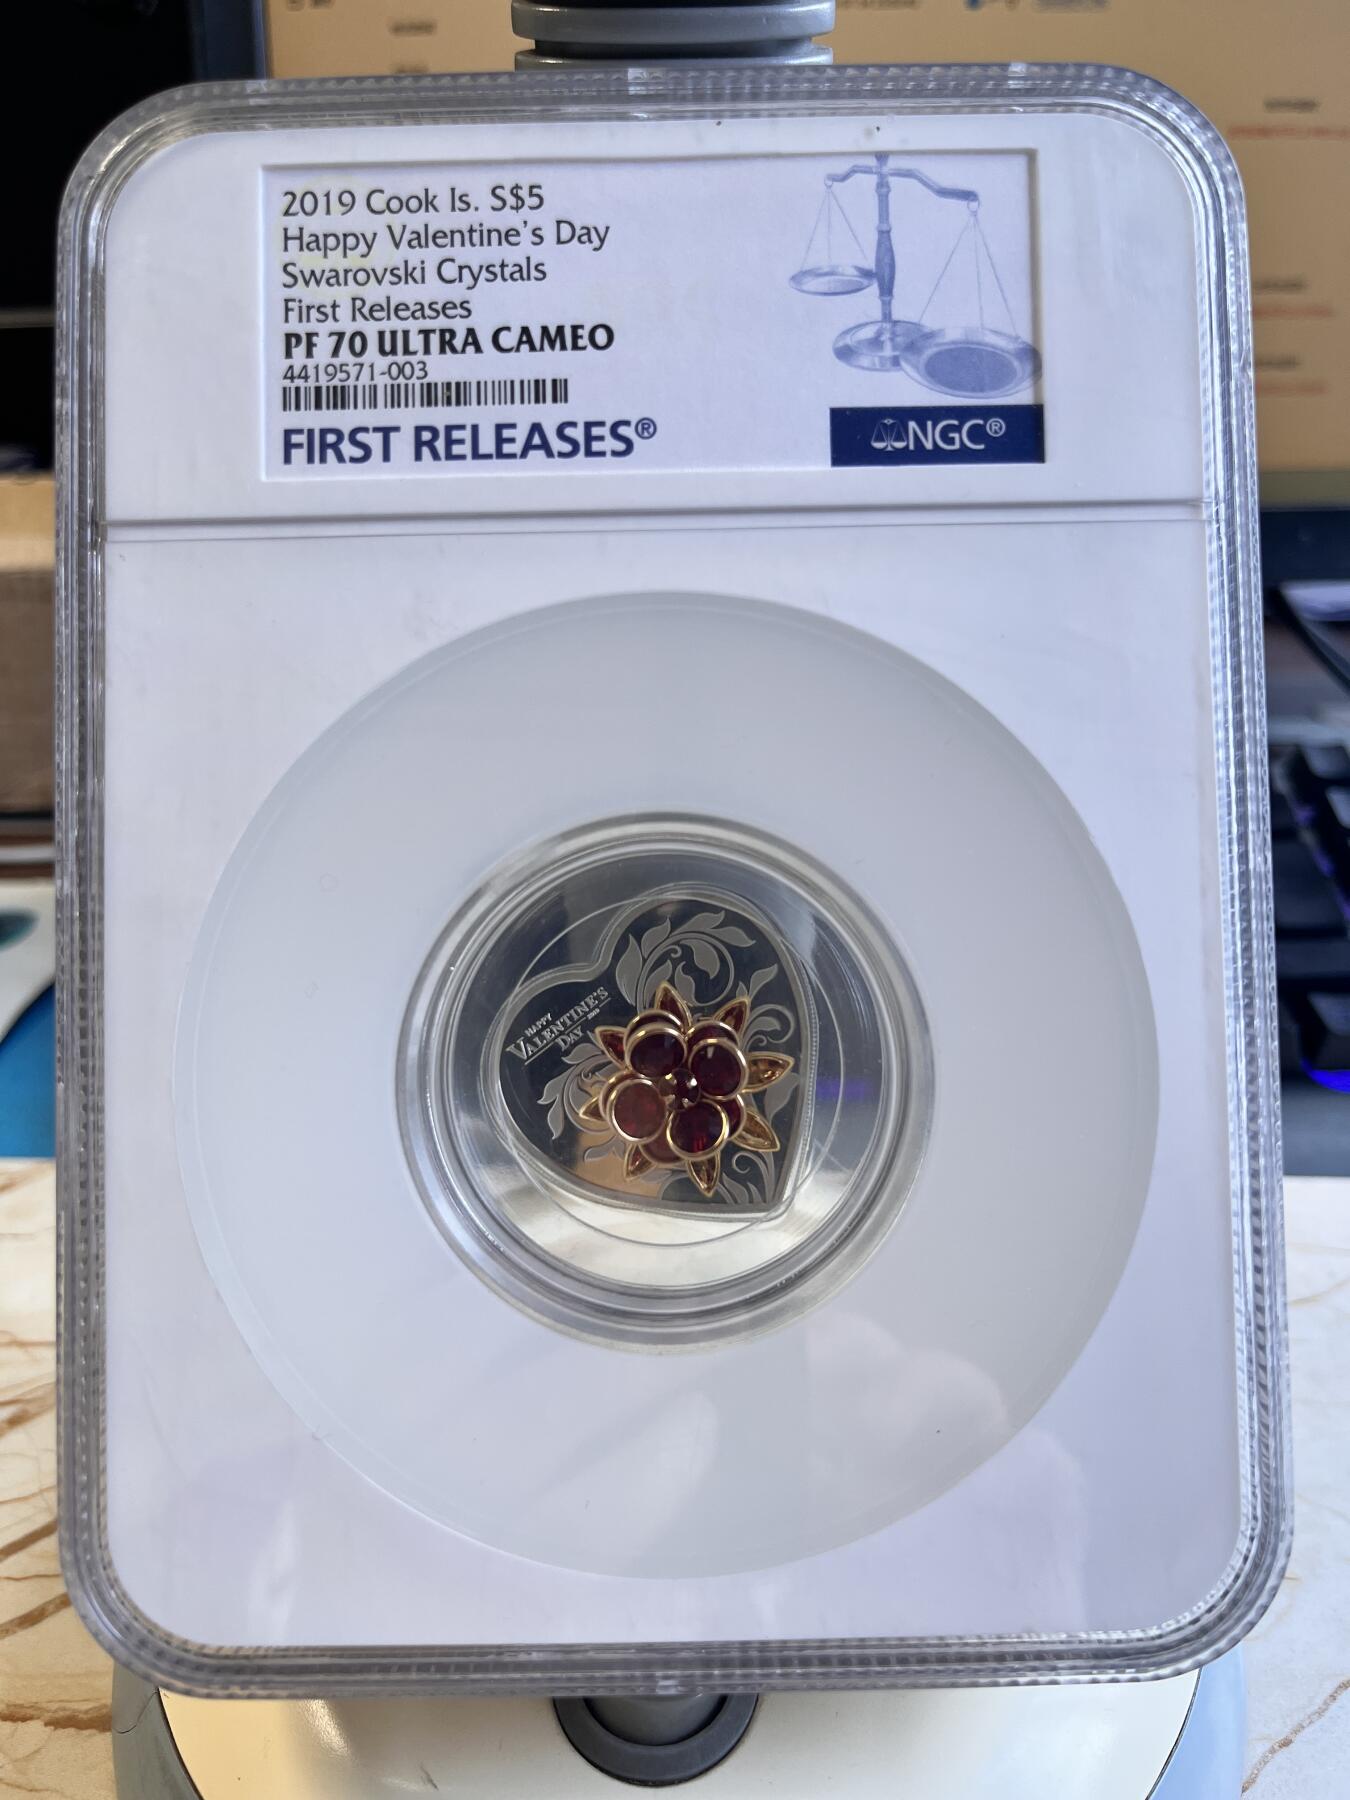 2019 Cook Is. S$5
Happy Valentine's Day
Swarovski Crystals
First Releases
PF 70 ULTRA CAMEO
4419571-003
FIRST RELEASES®
NGC®
HAPPY
VALENTINE'S
DAY 2019